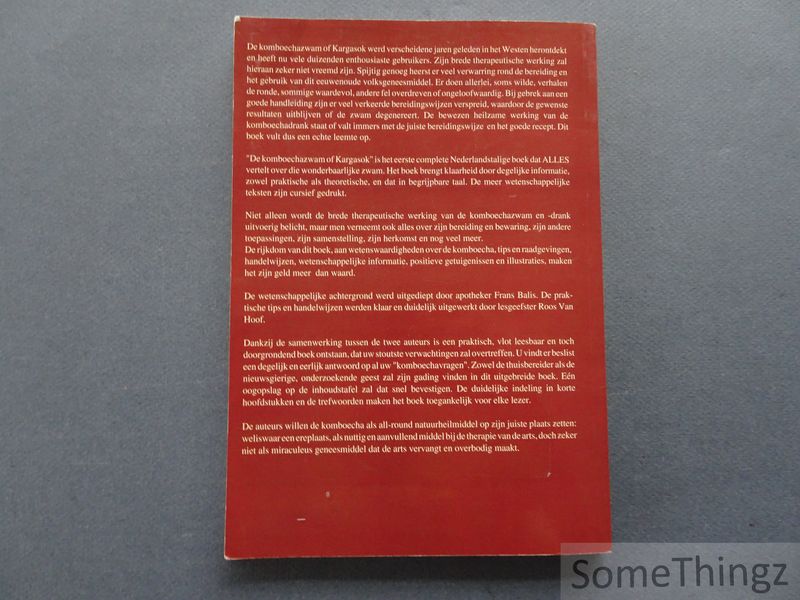 De komboechazwam of Kargasok werd verscheidene jaren geleden in het Westen herontdekt
en heeft nu vele duizenden enthousiaste gebruikers. Zijn brede therapeutische werking zal
hieraan zeker niet vreemd zijn. Spijtig genoeg heerst er veel verwarring rond de bereiding en
het gebruik van dit eeuwenoude volksgeneesmiddel. Er doen allerlei, soms wilde, verhalen
de ronde, sommige waardevol, andere fel overdreven of ongeloofwaardig. Bij gebrek aan een
goede handleiding zijn er veel verkeerde bereidingswijzen verspreid, waardoor de gewenste
resultaten uitblijven of de zwam degenereert. De bewezen heilzame werking van de
komboechadrank staat of valt immers met de juiste bereidingswijze en het goede recept. Dit
boek vult dus een echte leemte op.
"De komboechazwam of Kargasok" is het eerste complete Nederlandstalige boek dat ALLES
vertelt over die wonderbaarlijke zwam. Het boek brengt klaarheid door degelijke informatie,
zowel praktische als theoretische, en dat in begrijpbare taal. De meer wetenschappelijke
teksten zijn cursief gedrukt.
Niet alleen wordt de brede therapeutische werking van de komboechazwam en -drank
uitvoerig belicht, maar men verneemt ook alles over zijn bereiding en bewaring, zijn andere
toepassingen, zijn samenstelling, zijn herkomst en nog veel meer.
De rijkdom van dit boek, aan wetenswaardigheden over de komboecha, tips en raadgevingen,
handelwijzen, wetenschappelijke informatie, positieve getuigenissen en illustraties, maken
het zijn geld meer dan waard.
De wetenschappelijke achtergrond werd uitgediept door apotheker Frans Balis. De prak-
tische tips en handelwijzen werden klaar en duidelijk uitgewerkt door lesgeefster Roos Van
Hoof.
Dankzij de samenwerking tussen de twee auteurs is een praktisch, vlot leesbaar en toch
doorgrondend boek ontstaan, dat uw stoutste verwachtingen zal overtreffen. U vindt er beslist
een degelijk en eerlijk antwoord op al uw "komboechavragen". Zowel de thuisbereider als de
nieuwsgierige, onderzoekende geest zal zijn gading vinden in dit uitgebreide boek. Eén
oogopslag op de inhoudstafel zal dat snel bevestigen. De duidelijke indeling in korte
hoofdstukken en de trefwoorden maken het boek toegankelijk voor elke lezer.
De auteurs willen de komboecha als all-round natuurheilmiddel op zijn juiste plaats zetten:
weliswaar een ereplaats, als nuttig en aanvullend middel bij de therapie van de arts, doch zeker
niet als miraculeus geneesmiddel dat de arts vervangt en overbodig maakt.
SomeThingz